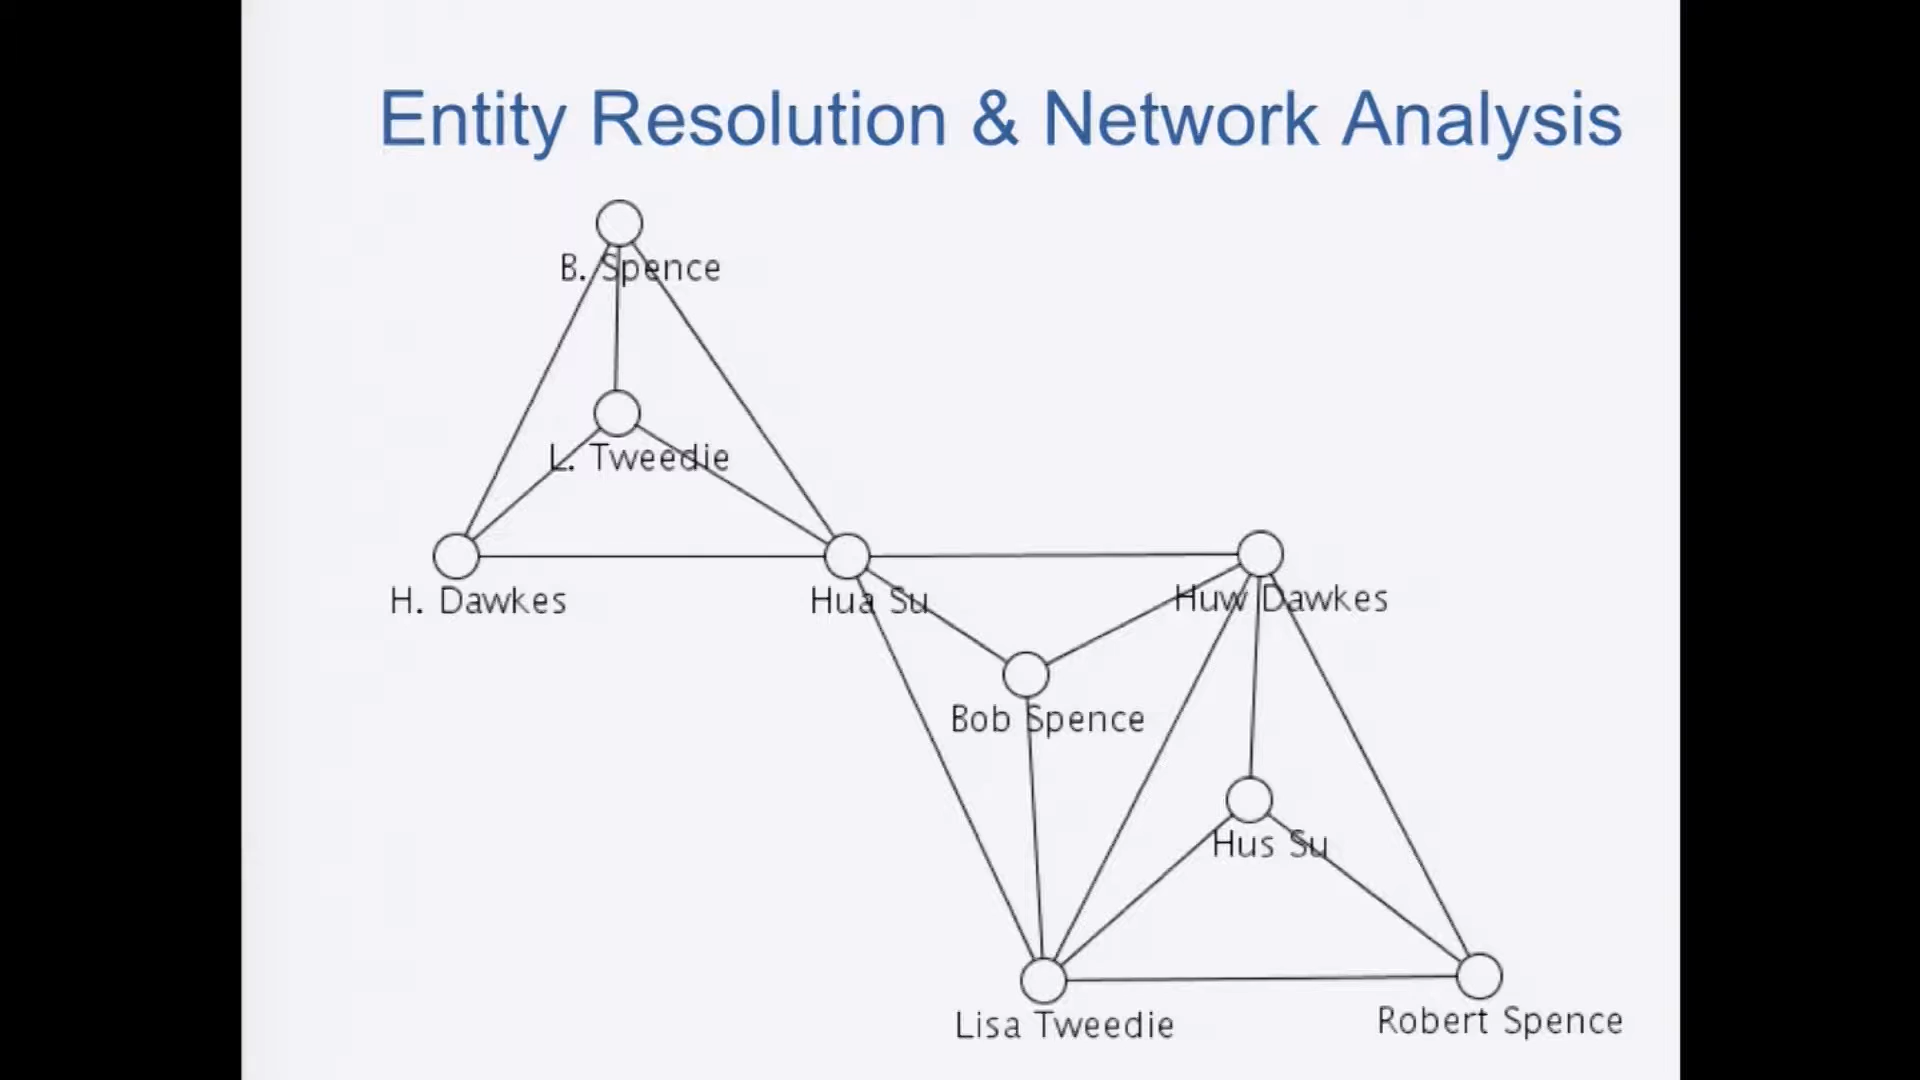 Entity Resolution & Network Analysis
B. Spence
L. Tweedie
H. Dawkes
Hua Su
Huw Dawkes
Bob Spence
Hus Su
Lisa Tweedie
Robert Spence